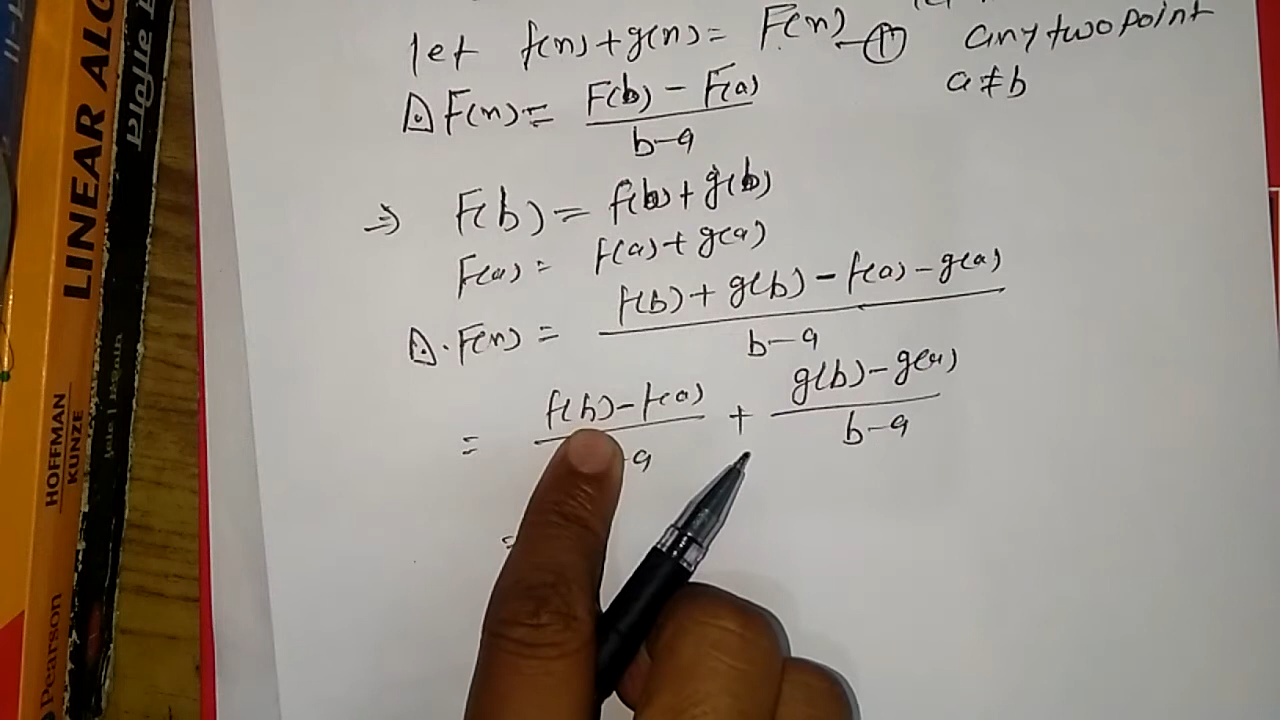 let f(n) + g(n) = F(n) — ①
any two point
a ≠ b
△· F(n) = F(b) - F(a) / b-a
⇒ F(b) = f(b) + g(b)
F(a) = f(a) + g(a)
△· F(n) = f(b) + g(b) - f(a) - g(a) / b-a
= f(b) - f(a) / -a + g(b) - g(a) / b-a
=
LINEAR ALG
HOFFMAN
KUNZE
Pearson